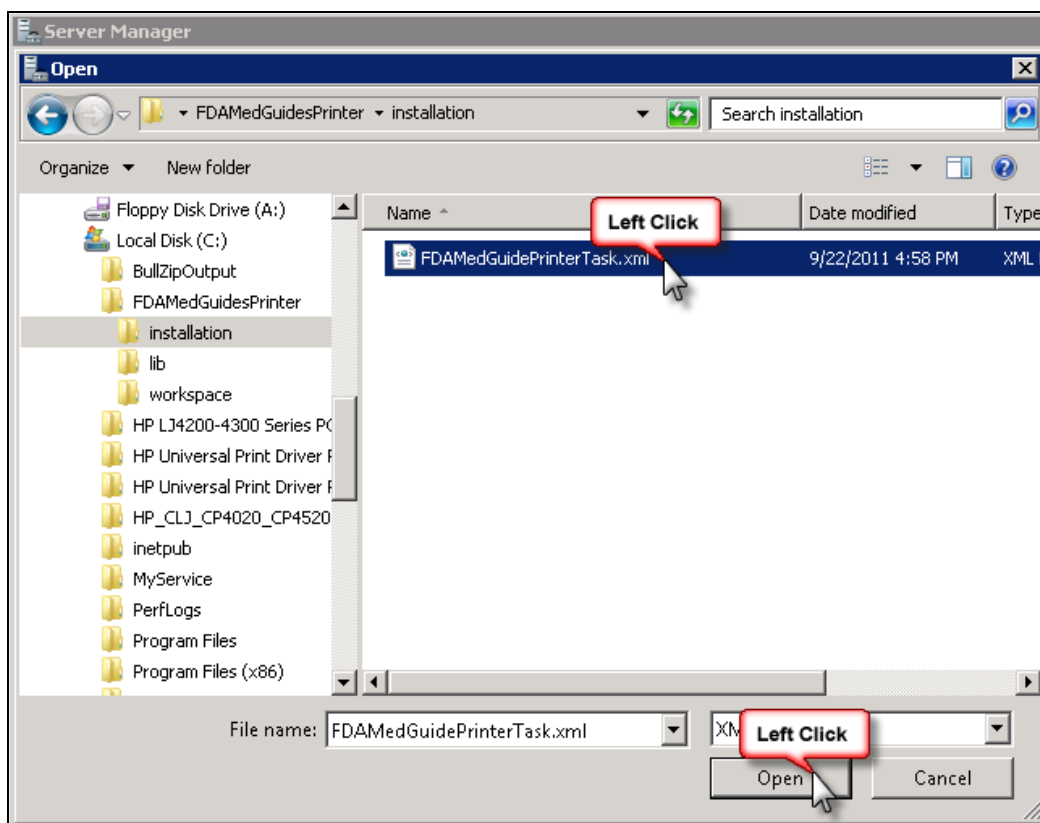 Server Manager
Open
FDAMedGuidesPrinter installation
Search installation
Organize New folder
Floppy Disk Drive (A:)
Local Disk (C:)
BullZipOutput
FDAMedGuidesPrinter
installation
lib
workspace
HP LJ4200-4300 Series
HP Universal Print Driver
HP Universal Print Driver
HP_CLJ_CP4020_CP4520
inetpub
MyService
PerfLogs
Program Files
Program Files (x86)
Name Date modified Type
Left Click
FDAMedGuidePrinterTask.xml 9/22/2011 4:58 PM XML
File name: FDAMedGuidePrinterTask.xml
Left Click
Open Cancel